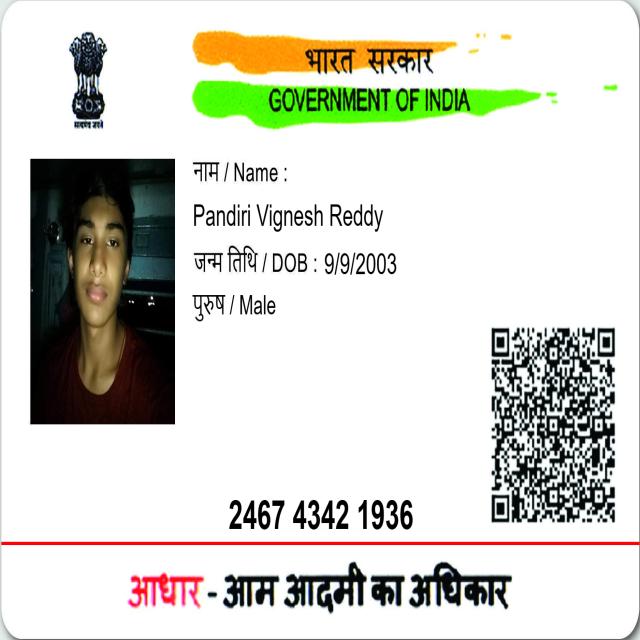 भारत सरकार
GOVERNMENT OF INDIA
सत्यमेव जयते
नाम / Name :
Pandiri Vignesh Reddy
जन्म तिथि / DOB : 9/9/2003
पुरुष / Male
2467 4342 1936
आधार - आम आदमी का अधिकार